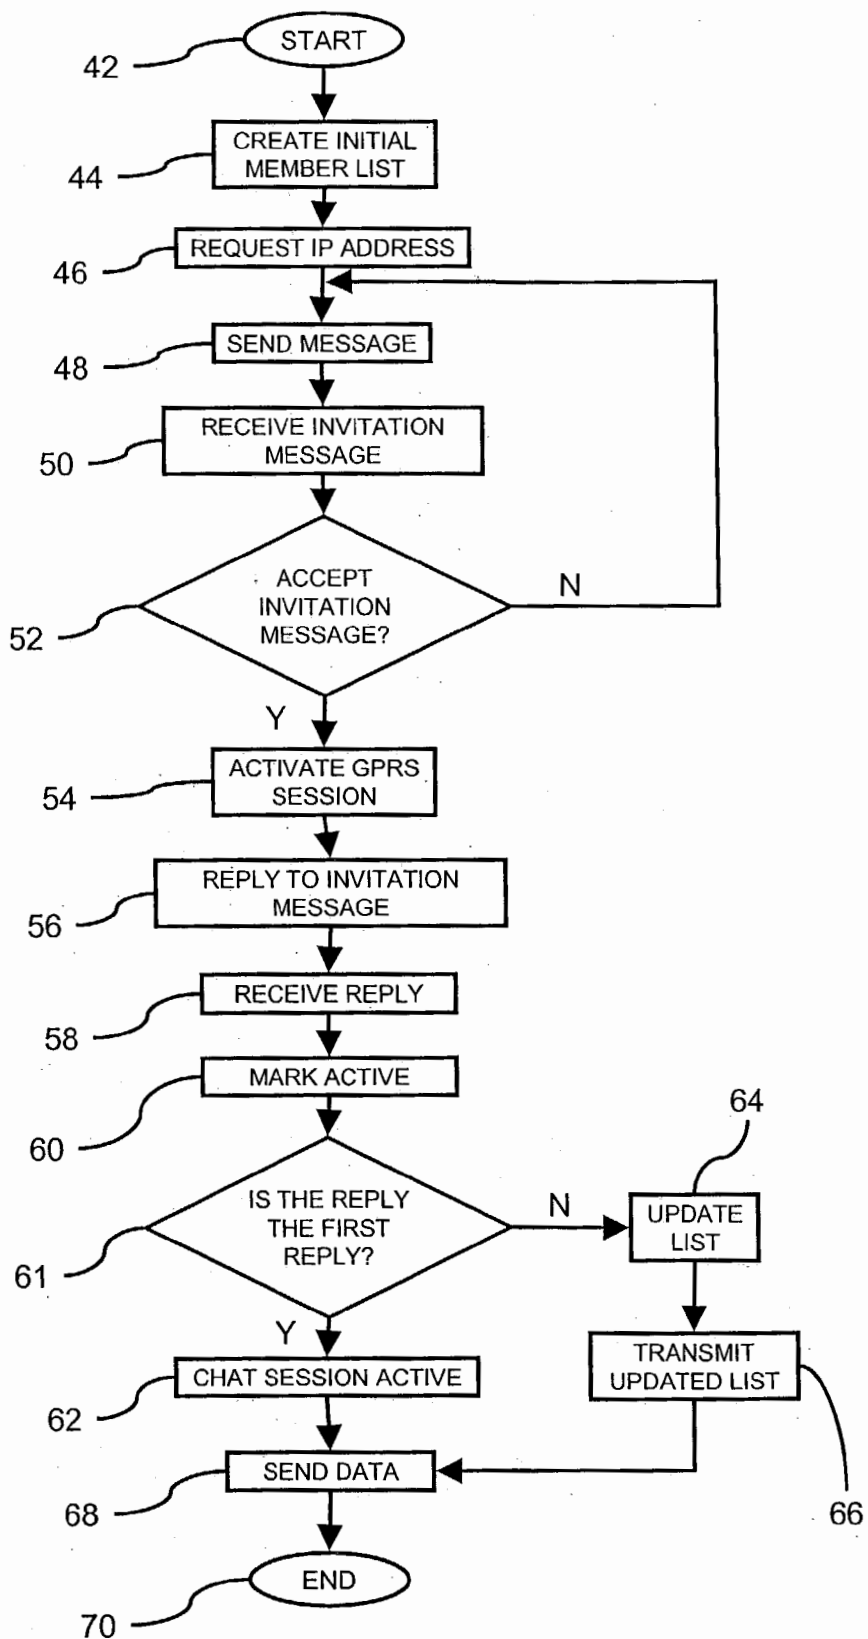 START
42
CREATE INITIAL
MEMBER LIST
44
REQUEST IP ADDRESS
46
SEND MESSAGE
48
RECEIVE INVITATION
MESSAGE
50
ACCEPT
INVITATION
MESSAGE?
N
52
Y
ACTIVATE GPRS
SESSION
54
REPLY TO INVITATION
MESSAGE
56
RECEIVE REPLY
58
MARK ACTIVE
60
64
IS THE REPLY
THE FIRST
REPLY?
N
UPDATE
LIST
61
Y
CHAT SESSION ACTIVE
62
TRANSMIT
UPDATED LIST
66
SEND DATA
68
END
70